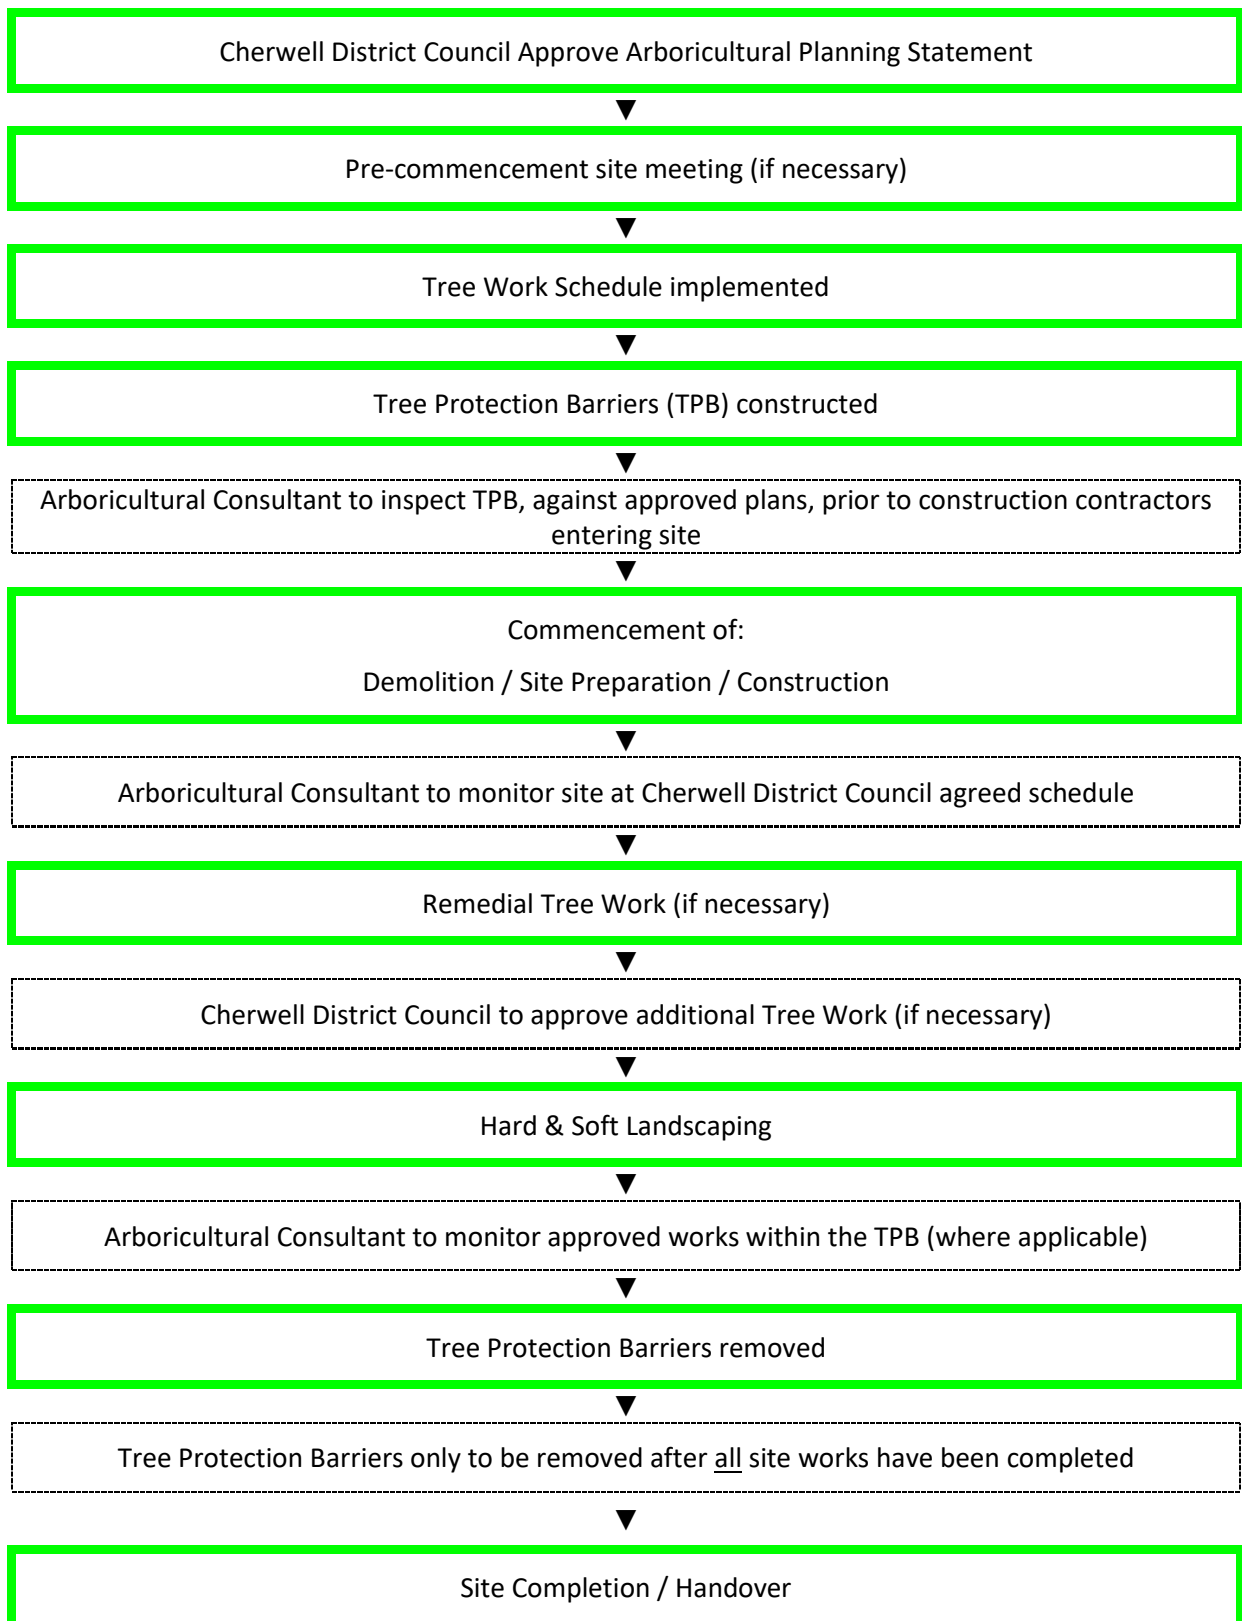 Cherwell District Council Approve Arboricultural Planning Statement
▼
Pre-commencement site meeting (if necessary)
▼
Tree Work Schedule implemented
▼
Tree Protection Barriers (TPB) constructed
▼
Arboricultural Consultant to inspect TPB, against approved plans, prior to construction contractors
entering site
▼
Commencement of:
Demolition / Site Preparation / Construction
▼
Arboricultural Consultant to monitor site at Cherwell District Council agreed schedule
▼
Remedial Tree Work (if necessary)
▼
Cherwell District Council to approve additional Tree Work (if necessary)
▼
Hard & Soft Landscaping
▼
Arboricultural Consultant to monitor approved works within the TPB (where applicable)
▼
Tree Protection Barriers removed
▼
Tree Protection Barriers only to be removed after all site works have been completed
▼
Site Completion / Handover